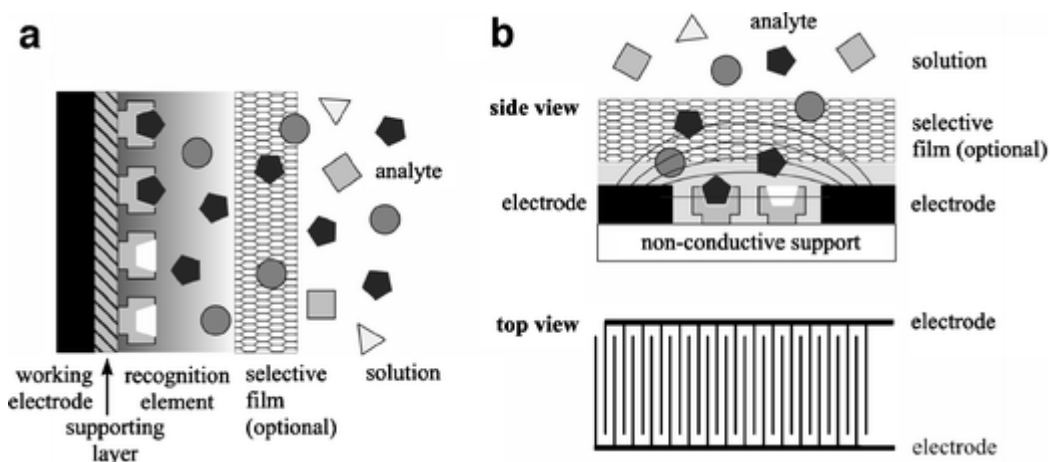 a
analyte
working
electrode
supporting
layer
recognition
element
selective
film
(optional)
solution
b
analyte
solution
side view
selective
film (optional)
electrode
electrode
non-conductive support
top view
electrode
electrode